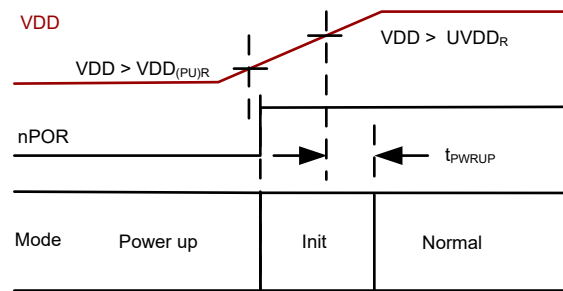 VDD
VDD > VDD(PU)R
VDD > UVDDR
nPOR
tPWRUP
Mode Power up Init Normal